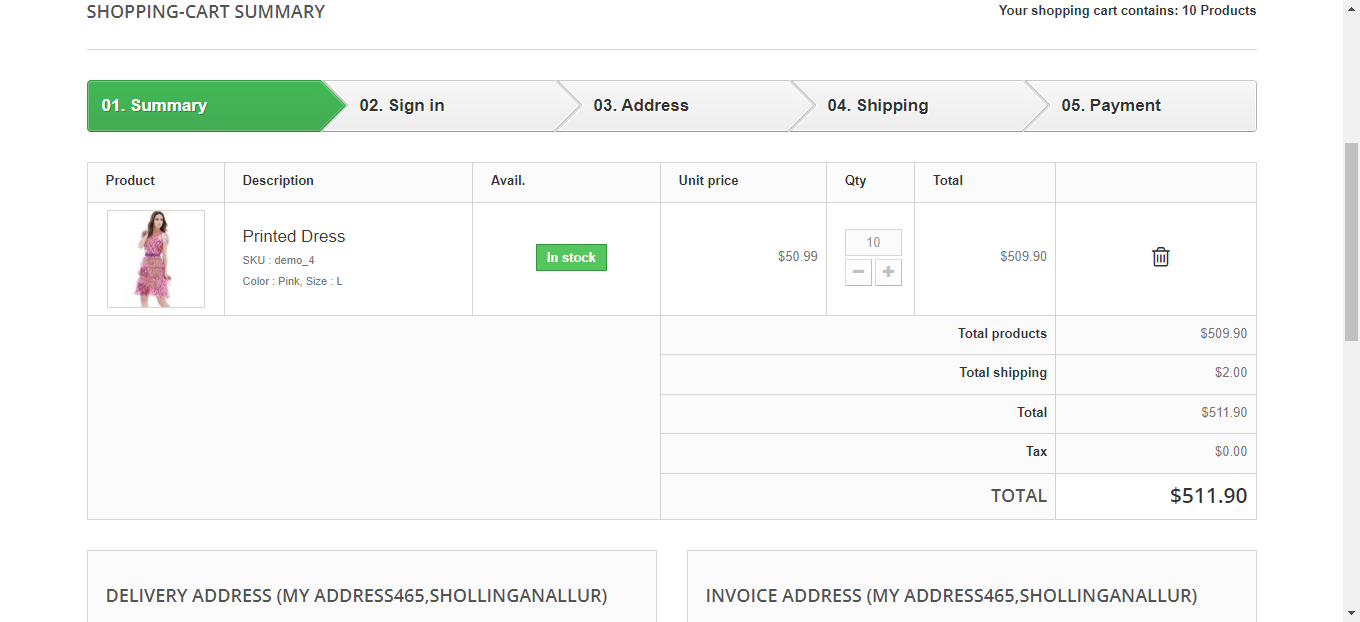 SHOPPING-CART SUMMARY
Your shopping cart contains: 10 Products
01. Summary
02. Sign in
03. Address
04. Shipping
05. Payment
Product
Description
Avail.
Unit price
Qty
Total
Printed Dress
SKU : demo_4
Color : Pink, Size : L
In stock
$50.99
10
$509.90
Total products
$509.90
Total shipping
$2.00
Total
$511.90
Tax
$0.00
TOTAL
$511.90
DELIVERY ADDRESS (MY ADDRESS465,SHOLLINGANALLUR)
INVOICE ADDRESS (MY ADDRESS465,SHOLLINGANALLUR)